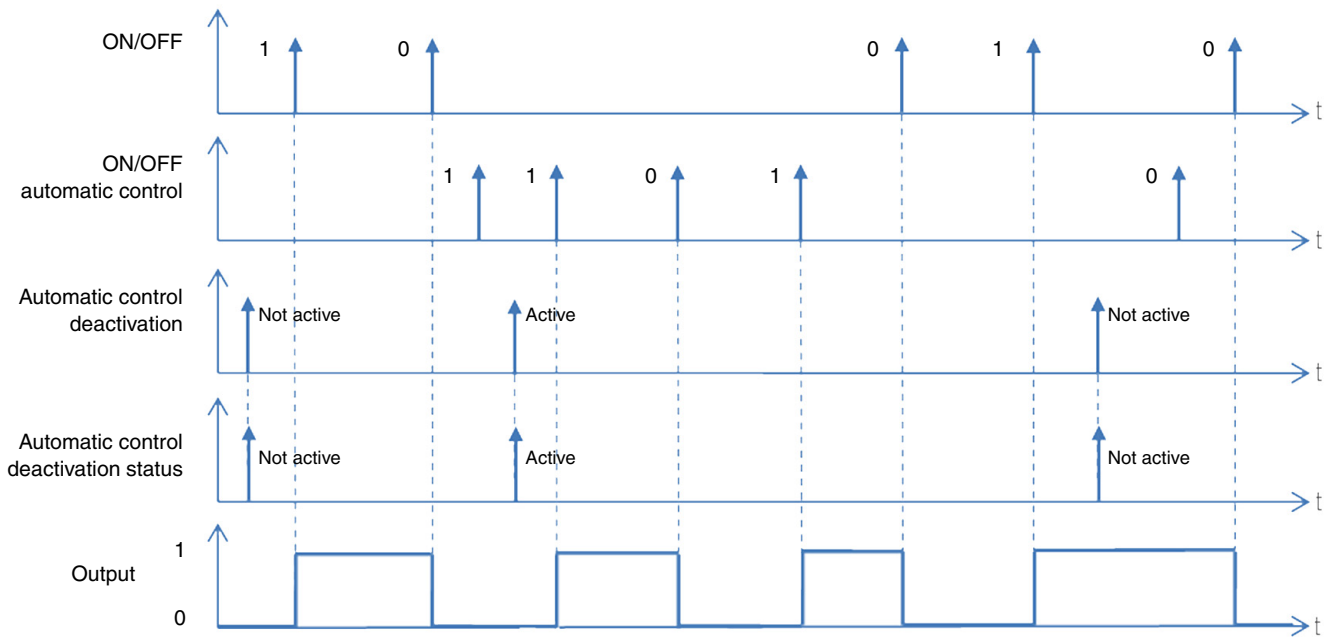 ON/OFF
1 0 0 1 0
t
ON/OFF
automatic control
1 1 0 1 0
t
Automatic control
deactivation
Not active Active Not active
t
Automatic control
deactivation status
Not active Active Not active
t
1
Output
0
t